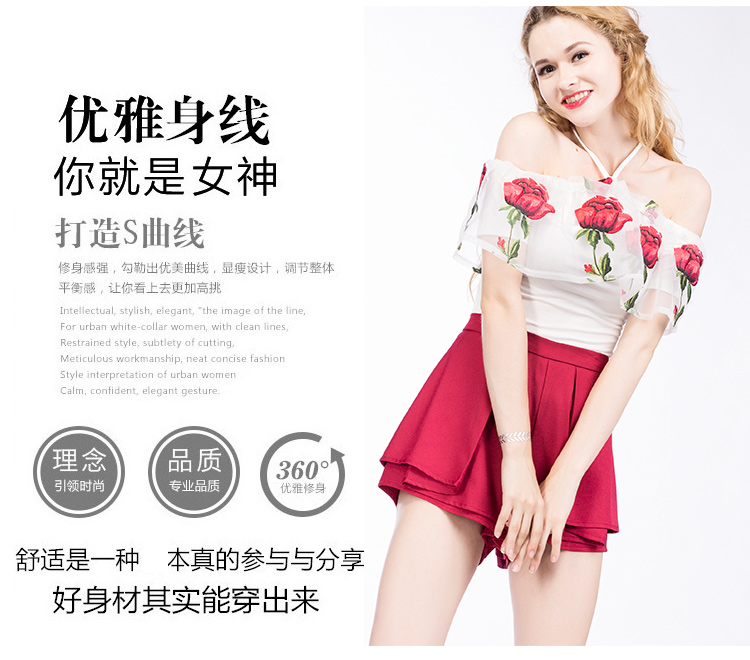 优雅身线
你就是女神
打造S曲线
修身感强，勾勒出优美曲线，显瘦设计，调节整体
平衡感，让你看上去更加高挑
Intellectual, stylish, elegant, "the image of the line,
For urban white-collar women, with clean lines,
Restrained style, subtlety of cutting,
Meticulous workmanship, neat concise fashion
Style interpretation of urban women
Calm, confident, elegant gesture.
理念
引领时尚
品质
专业品质
360°
优雅修身
舒适是一种 本真的参与与分享
好身材其实能穿出来